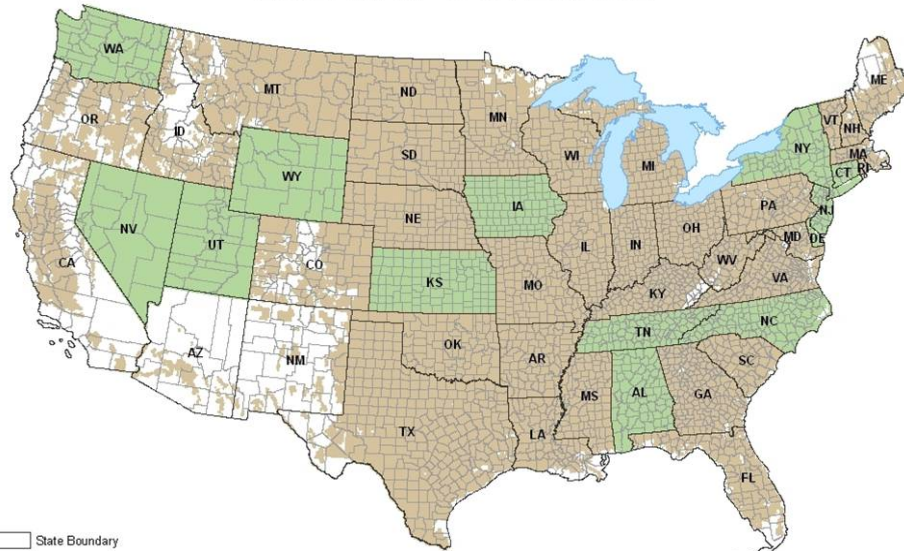 WA
MT
ND
MN
ME
OR
ID
VT
NH
SD
WI
NY
MA
MI
CT
RI
WY
IA
PA
NE
NJ
OH
NV
IL
IN
MD
DE
UT
CO
WV
CA
KS
MO
VA
KY
NC
TN
OK
AZ
NM
AR
SC
MS
AL
GA
TX
LA
FL
State Boundary